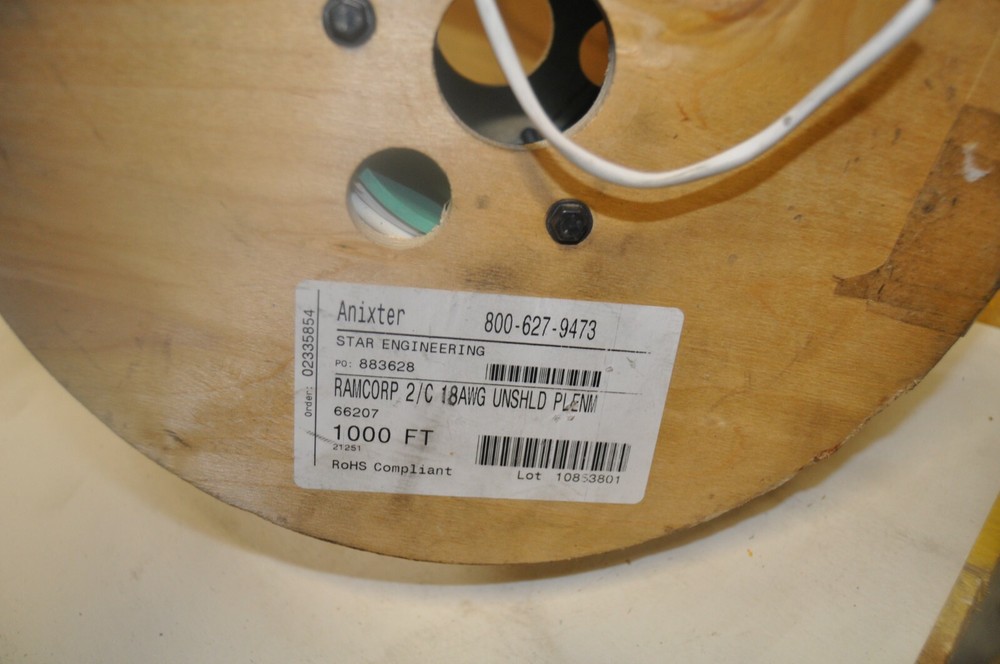 Anixter 800-627-9473
STAR ENGINEERING
PO: 883628
RAMCORP 2/C 18AWG UNSHLD PLENM
66207
1000 FT
21251
RoHS Compliant
Lot 10853801
Order: 02335854